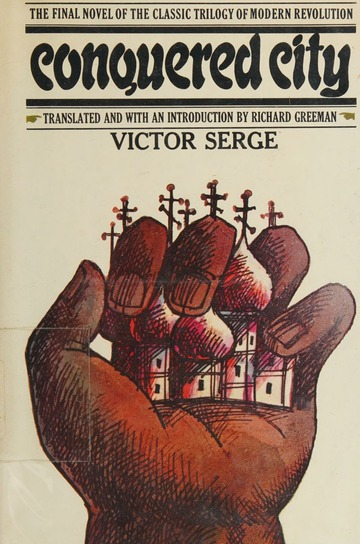 THE FINAL NOVEL OF THE CLASSIC TRILOGY OF MODERN REVOLUTION
conquered city
TRANSLATED AND WITH AN INTRODUCTION BY RICHARD GREEMAN
VICTOR SERGE